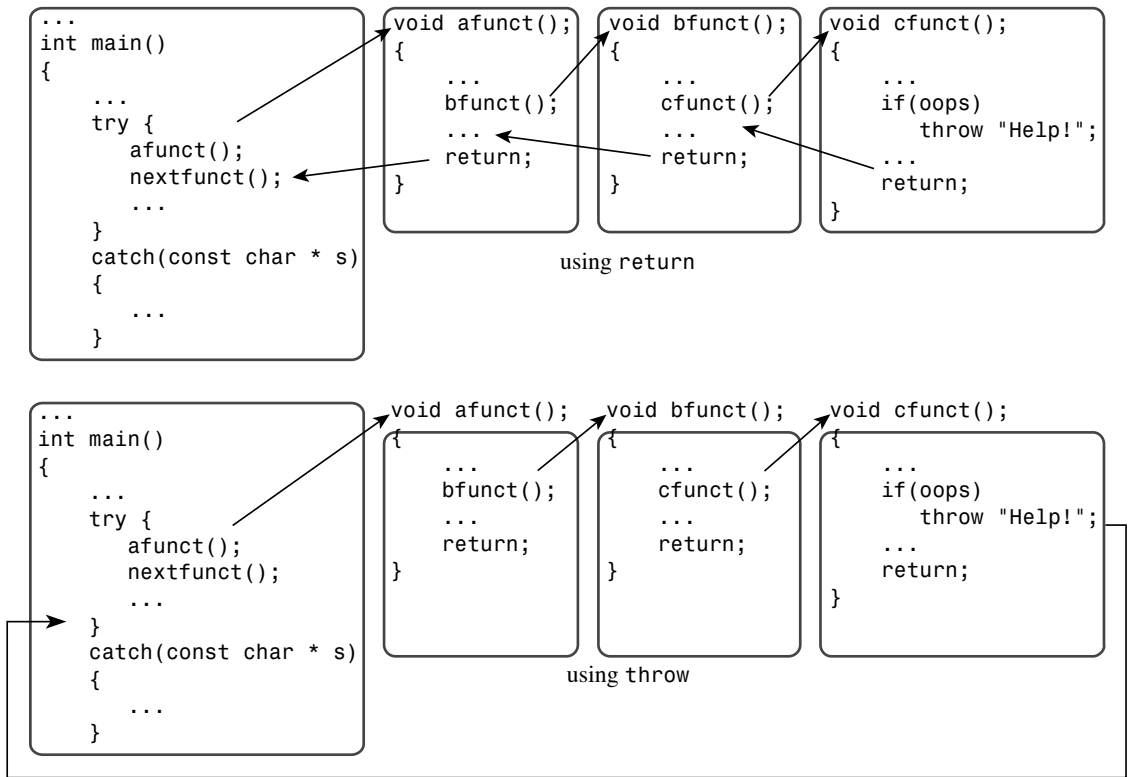 ...
int main()
{
...
try {
afunct();
nextfunct();
...
}
catch(const char * s)
{
...
}
void afunct();
{
...
bfunct();
...
return;
}
void bfunct();
{
...
cfunct();
...
return;
}
void cfunct();
{
...
if(oops)
throw "Help!";
...
return;
}
using return
...
int main()
{
...
try {
afunct();
nextfunct();
...
}
catch(const char * s)
{
...
}
void afunct();
{
...
bfunct();
...
return;
}
void bfunct();
{
...
cfunct();
...
return;
}
void cfunct();
{
...
if(oops)
throw "Help!";
...
return;
}
using throw